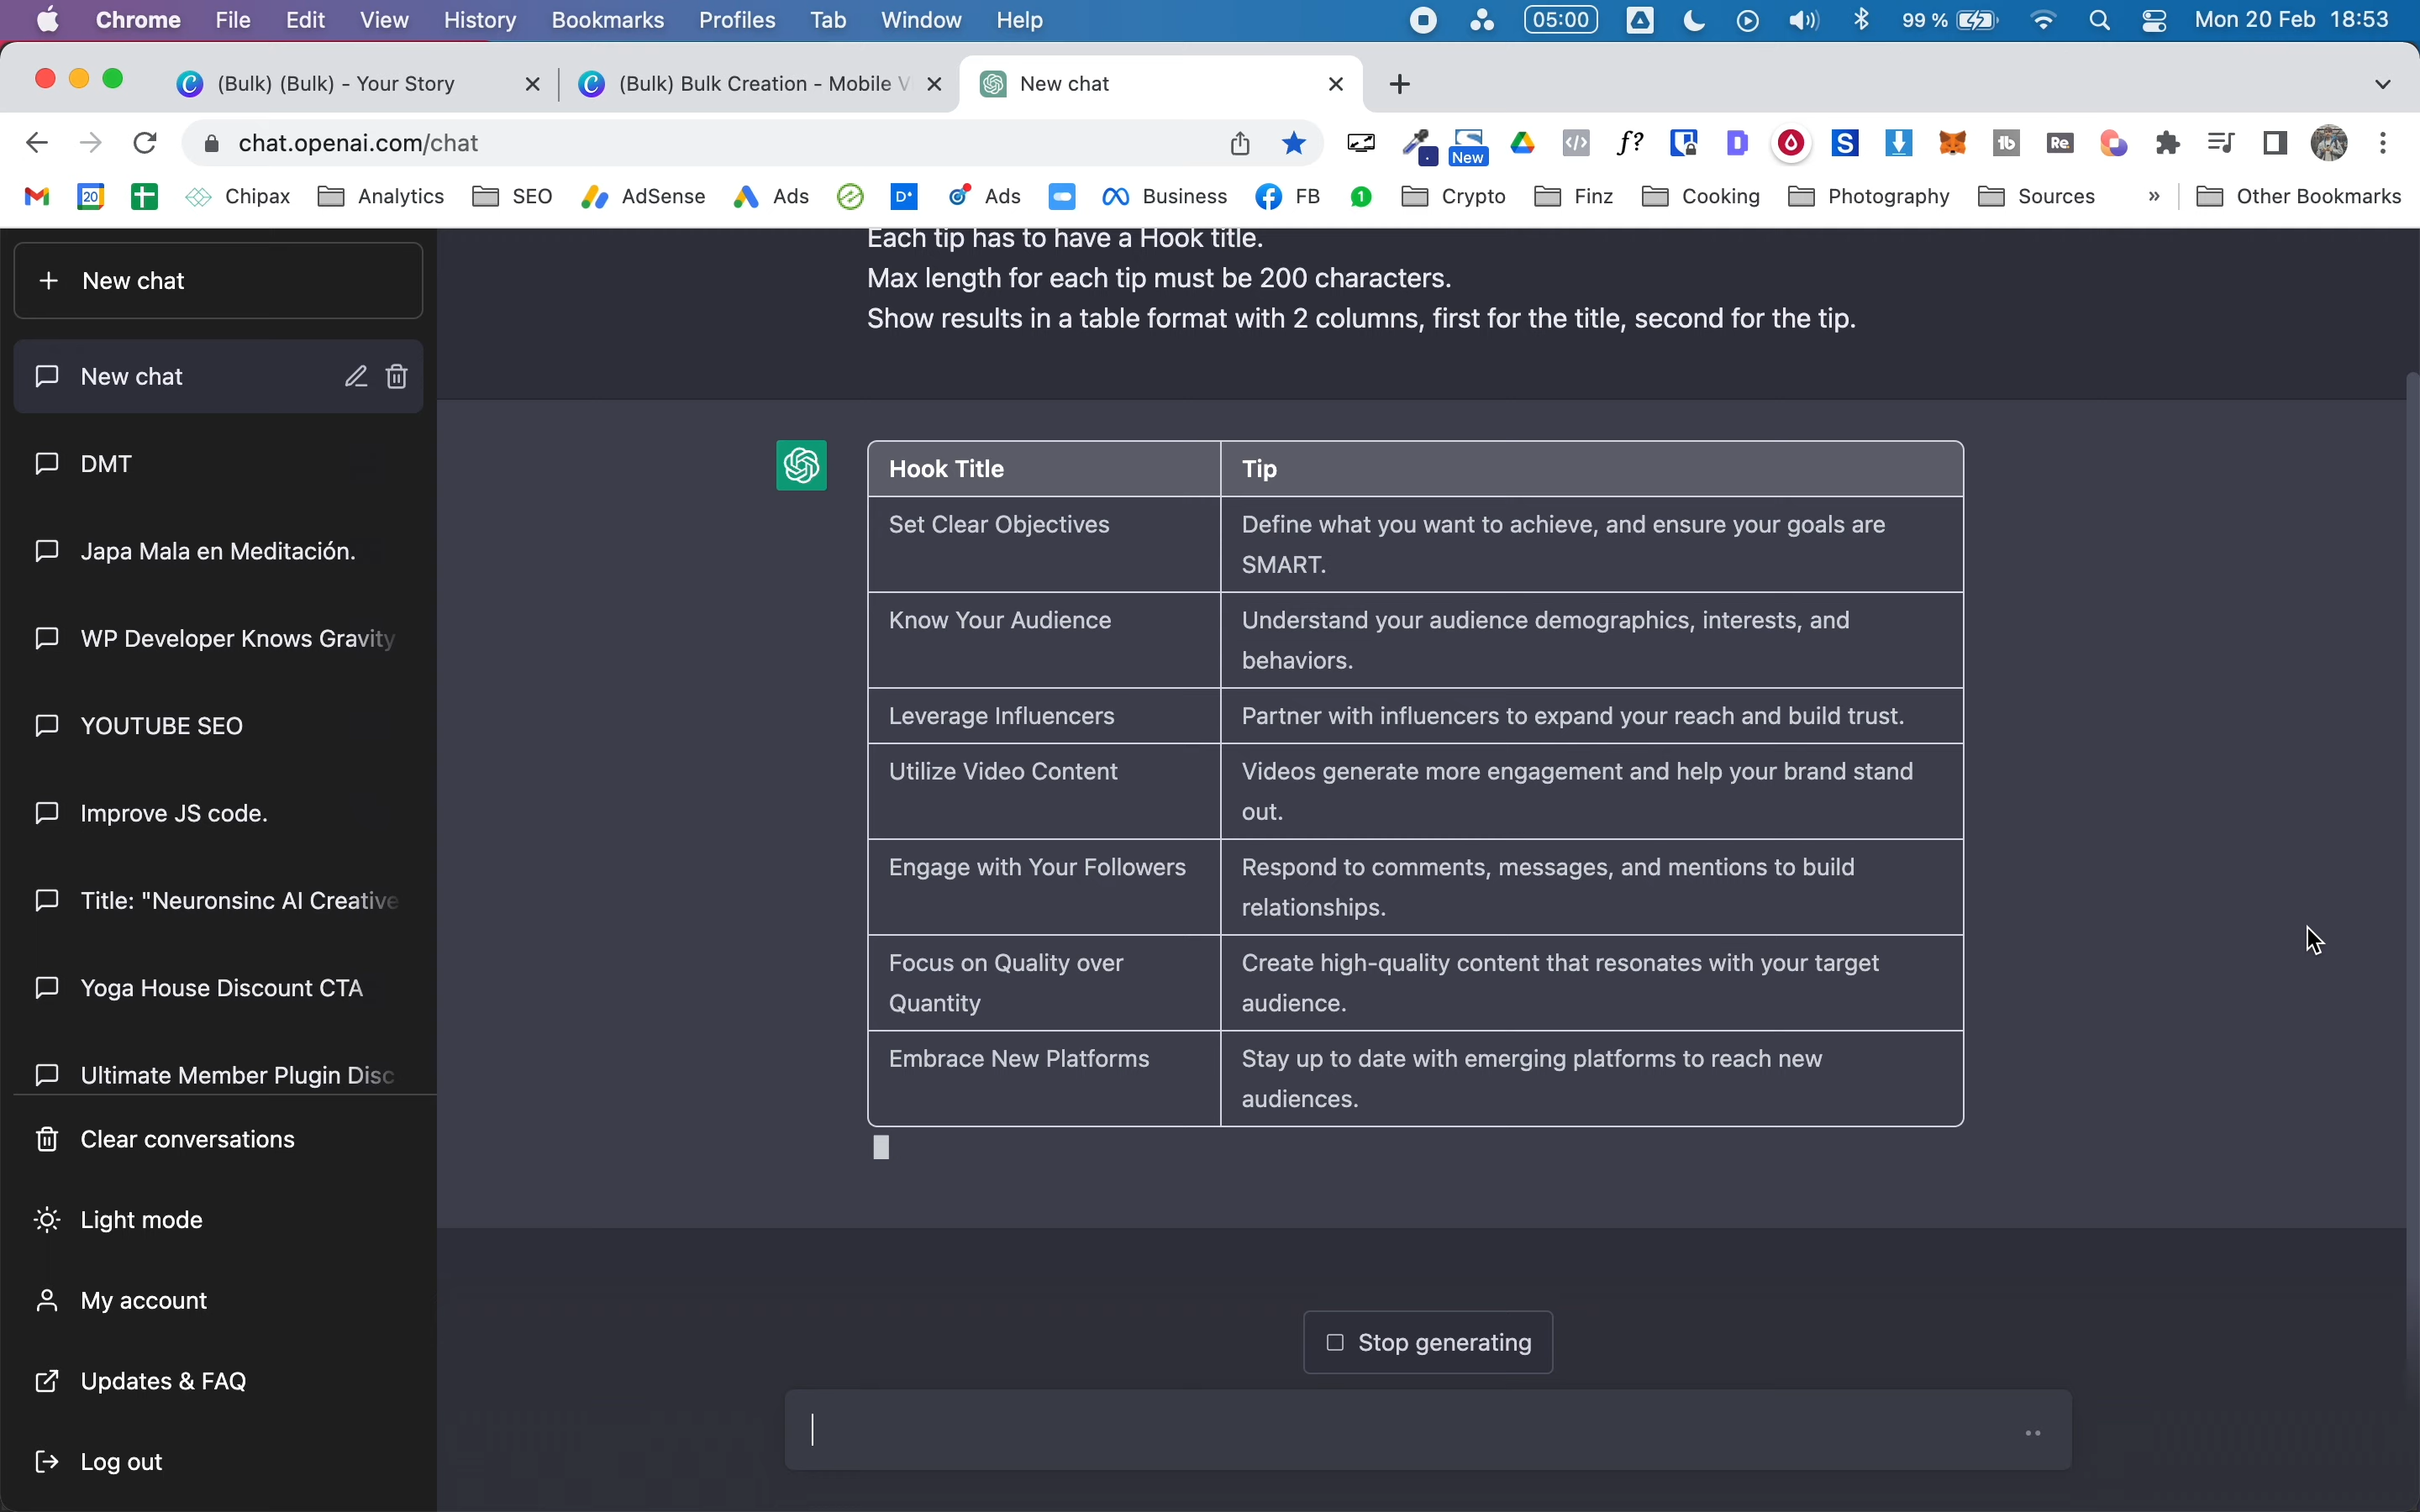 Chrome File Edit View History Bookmarks Profiles Tab Window Help 05:00 99 % Mon 20 Feb 18:53
(Bulk) (Bulk) - Your Story (Bulk) Bulk Creation - Mobile V New chat
chat.openai.com/chat New
Chipax Analytics SEO AdSense Ads Ads Business FB Crypto Finz Cooking Photography Sources » Other Bookmarks
New chat
New chat
DMT
Japa Mala en Meditación.
WP Developer Knows Gravity
YOUTUBE SEO
Improve JS code.
Title: "Neuronsinc AI Creative
Yoga House Discount CTA
Ultimate Member Plugin Disc
Clear conversations
Light mode
My account
Updates & FAQ
Log out
Each tip has to have a Hook title.
Max length for each tip must be 200 characters.
Show results in a table format with 2 columns, first for the title, second for the tip.
Hook Title Tip
Set Clear Objectives Define what you want to achieve, and ensure your goals are
SMART.
Know Your Audience Understand your audience demographics, interests, and
behaviors.
Leverage Influencers Partner with influencers to expand your reach and build trust.
Utilize Video Content Videos generate more engagement and help your brand stand
out.
Engage with Your Followers Respond to comments, messages, and mentions to build
relationships.
Focus on Quality over Create high-quality content that resonates with your target
Quantity audience.
Embrace New Platforms Stay up to date with emerging platforms to reach new
audiences.
Stop generating